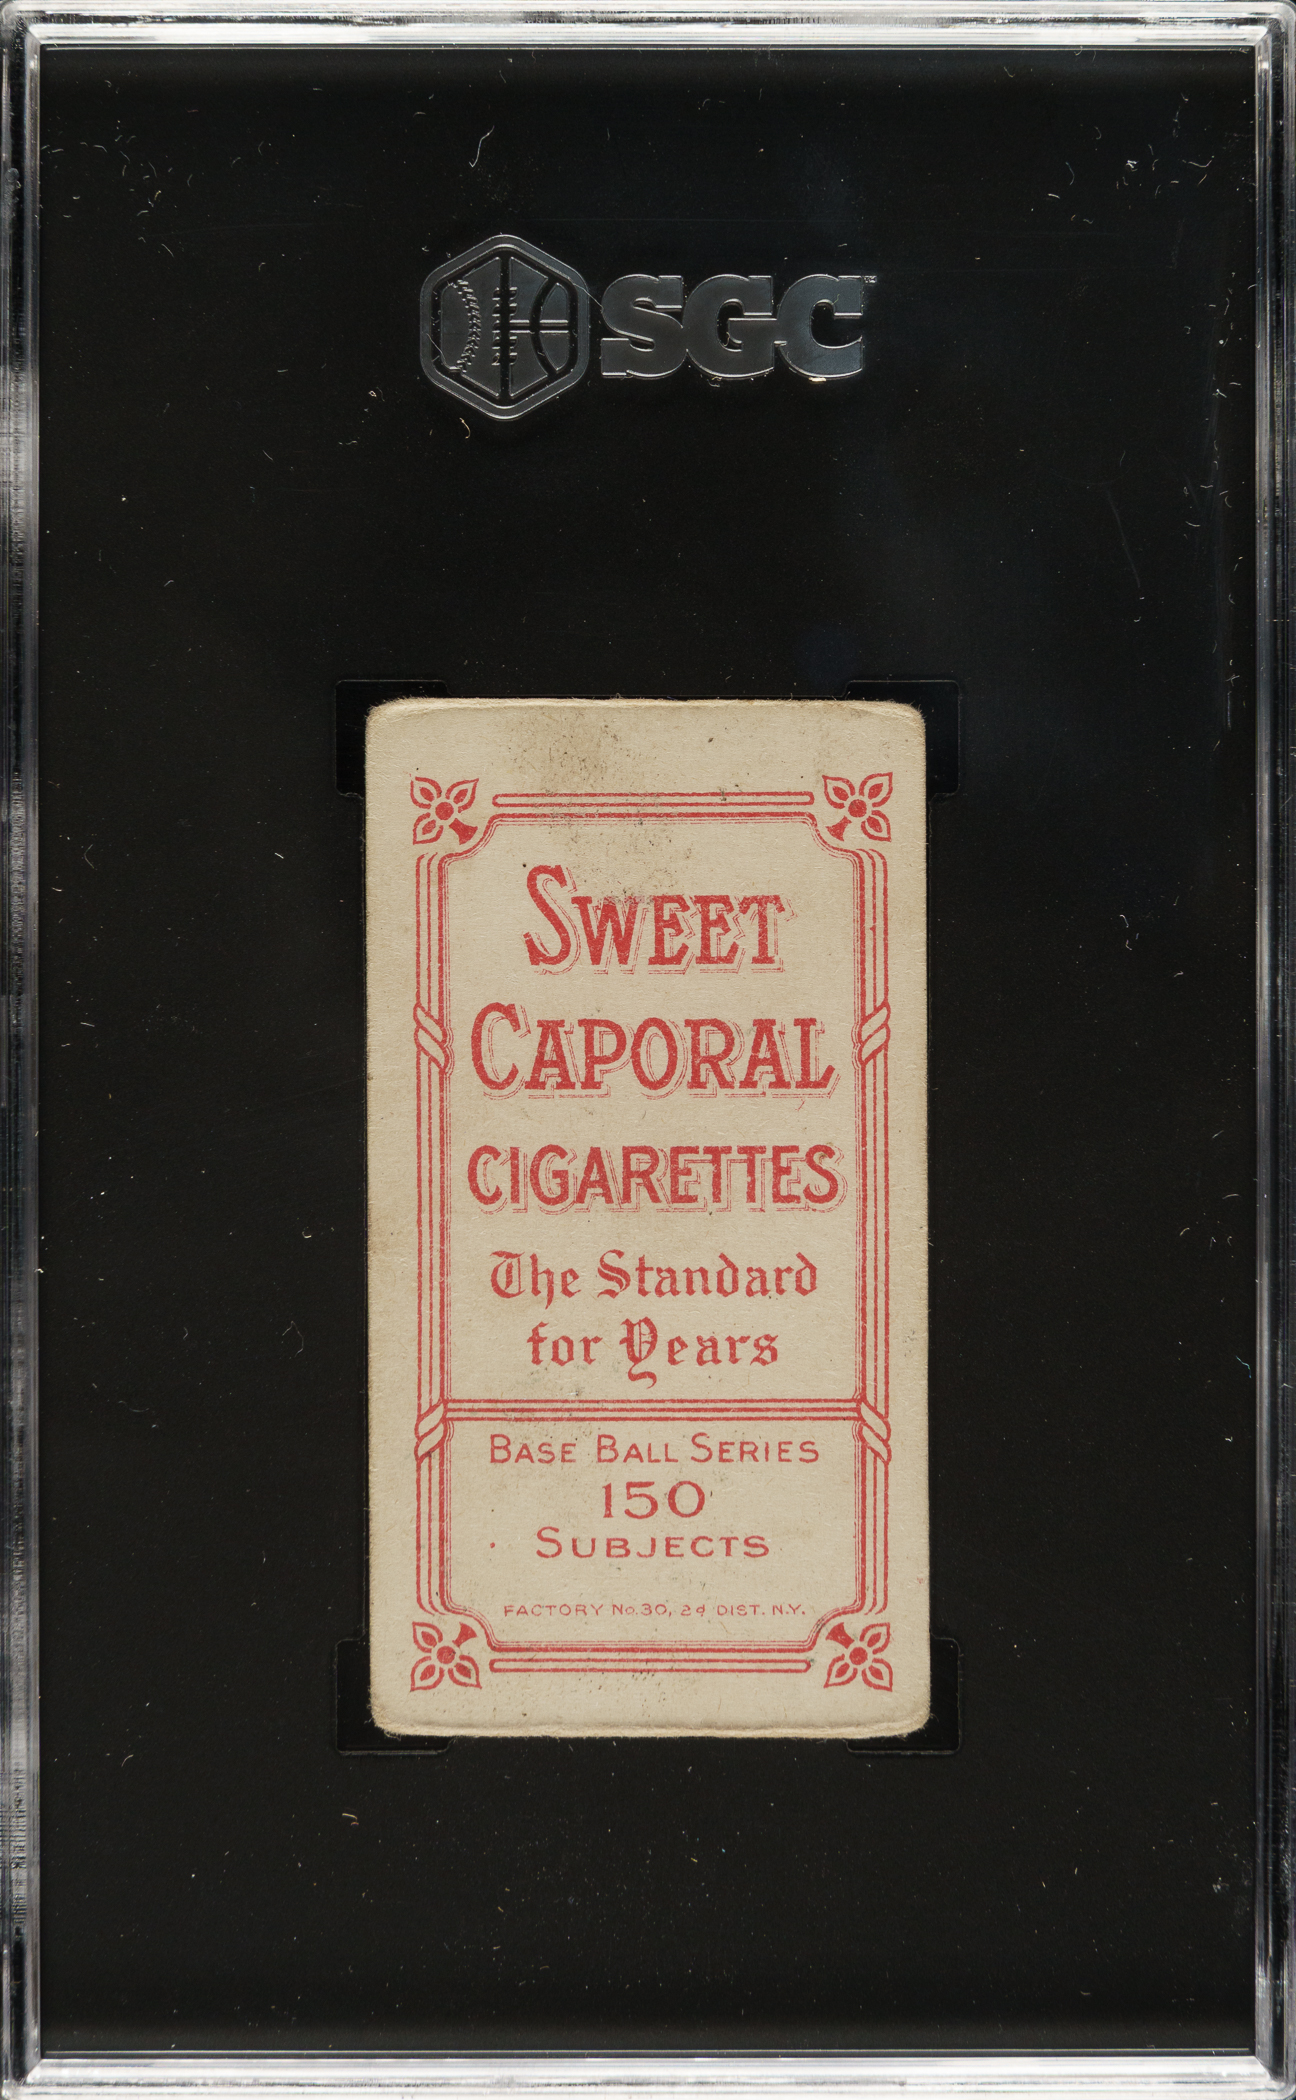 SGC
SWEET
CAPORAL
CIGARETTES
The Standard
for Years
BASE BALL SERIES
150
SUBJECTS
FACTORY No. 30, 2d DIST. N.Y.